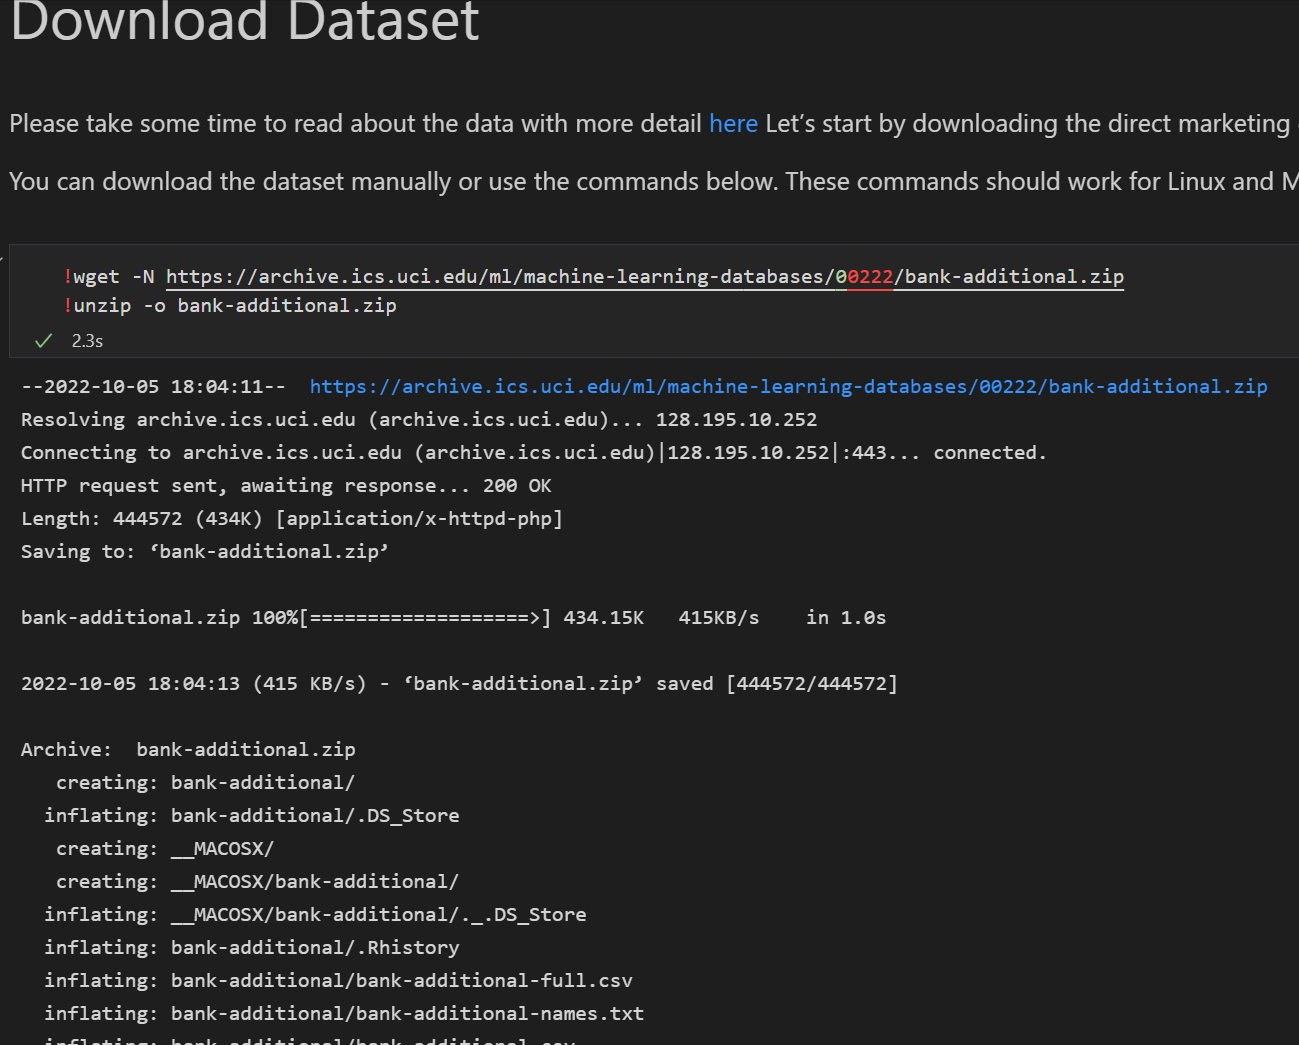 Download Dataset
Please take some time to read about the data with more detail here Let’s start by downloading the direct marketing
You can download the dataset manually or use the commands below. These commands should work for Linux and M
!wget -N https://archive.ics.uci.edu/ml/machine-learning-databases/00222/bank-additional.zip
!unzip -o bank-additional.zip
2.3s
--2022-10-05 18:04:11--  https://archive.ics.uci.edu/ml/machine-learning-databases/00222/bank-additional.zip
Resolving archive.ics.uci.edu (archive.ics.uci.edu)... 128.195.10.252
Connecting to archive.ics.uci.edu (archive.ics.uci.edu)|128.195.10.252|:443... connected.
HTTP request sent, awaiting response... 200 OK
Length: 444572 (434K) [application/x-httpd-php]
Saving to: ‘bank-additional.zip’
bank-additional.zip 100%[===================>] 434.15K   415KB/s    in 1.0s
2022-10-05 18:04:13 (415 KB/s) - ‘bank-additional.zip’ saved [444572/444572]
Archive:  bank-additional.zip
creating: bank-additional/
inflating: bank-additional/.DS_Store
creating: __MACOSX/
creating: __MACOSX/bank-additional/
inflating: __MACOSX/bank-additional/._.DS_Store
inflating: bank-additional/.Rhistory
inflating: bank-additional/bank-additional-full.csv
inflating: bank-additional/bank-additional-names.txt
inflating: bank-additional/bank-additional.csv